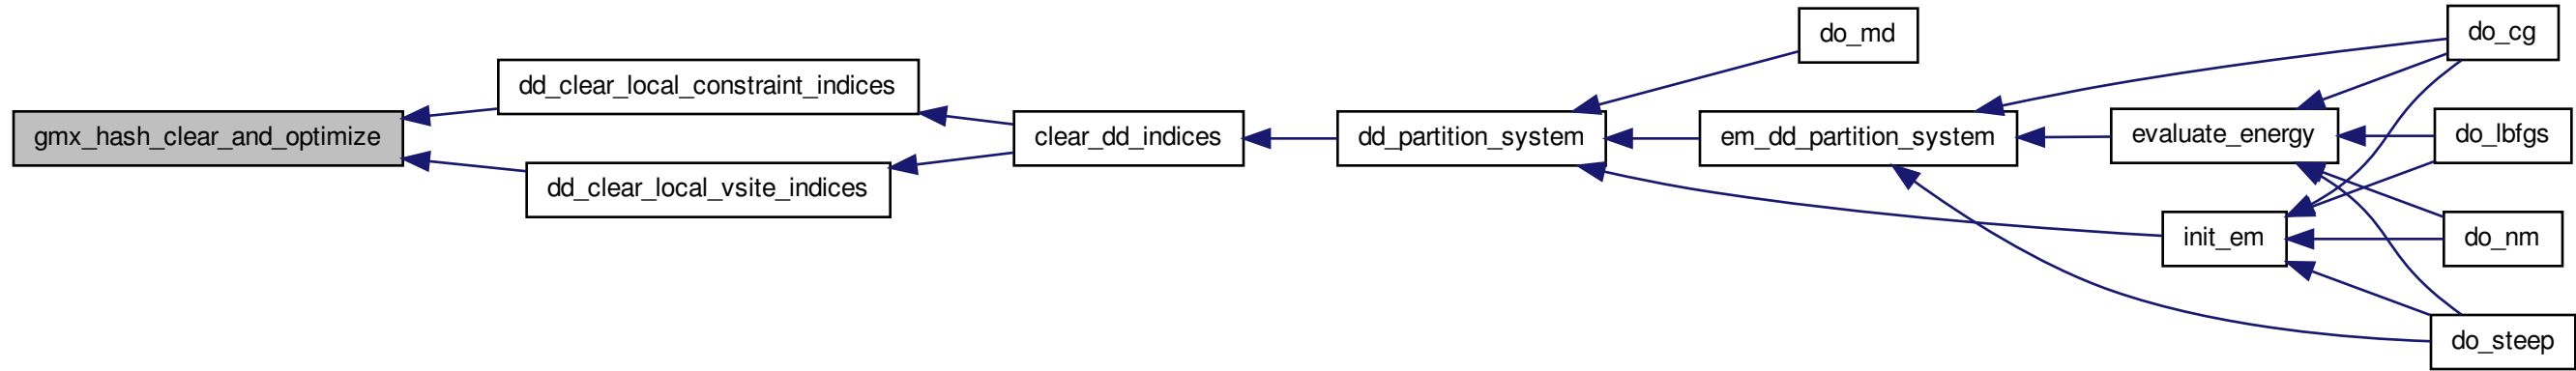 gmx_hash_clear_and_optimize
dd_clear_local_constraint_indices
dd_clear_local_vsite_indices
clear_dd_indices
dd_partition_system
do_md
em_dd_partition_system
evaluate_energy
init_em
do_cg
do_lbfgs
do_nm
do_steep